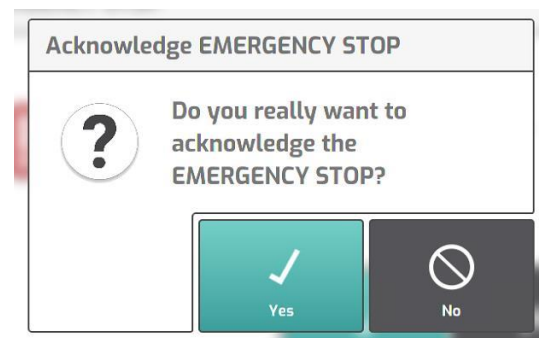 Acknowledge EMERGENCY STOP
Do you really want to
acknowledge the
EMERGENCY STOP?
Yes
No